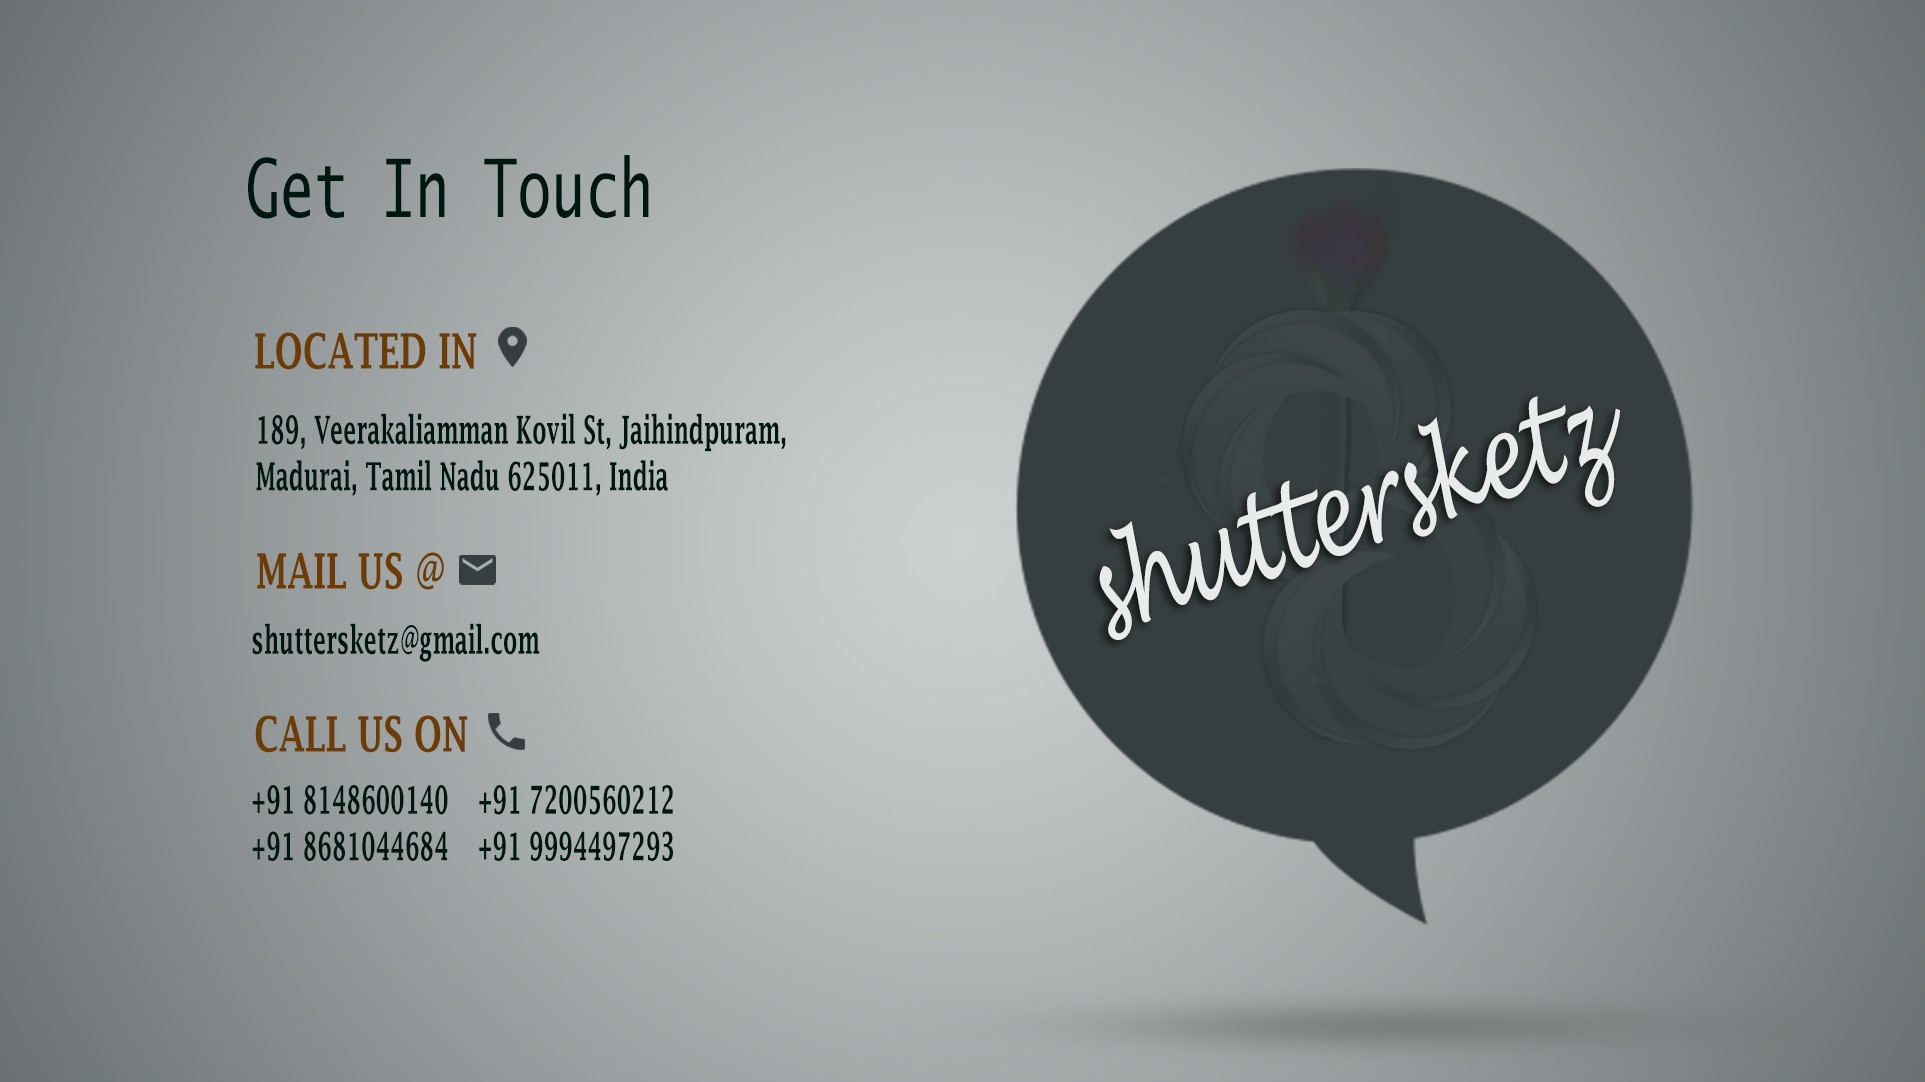 Get In Touch
LOCATED IN
189, Veerakaliamman Kovil St, Jaihindpuram,
Madurai, Tamil Nadu 625011, India
MAIL US @
shuttersketz@gmail.com
CALL US ON
+91 8148600140 +91 7200560212
+91 8681044684 +91 9994497293
shuttersketz